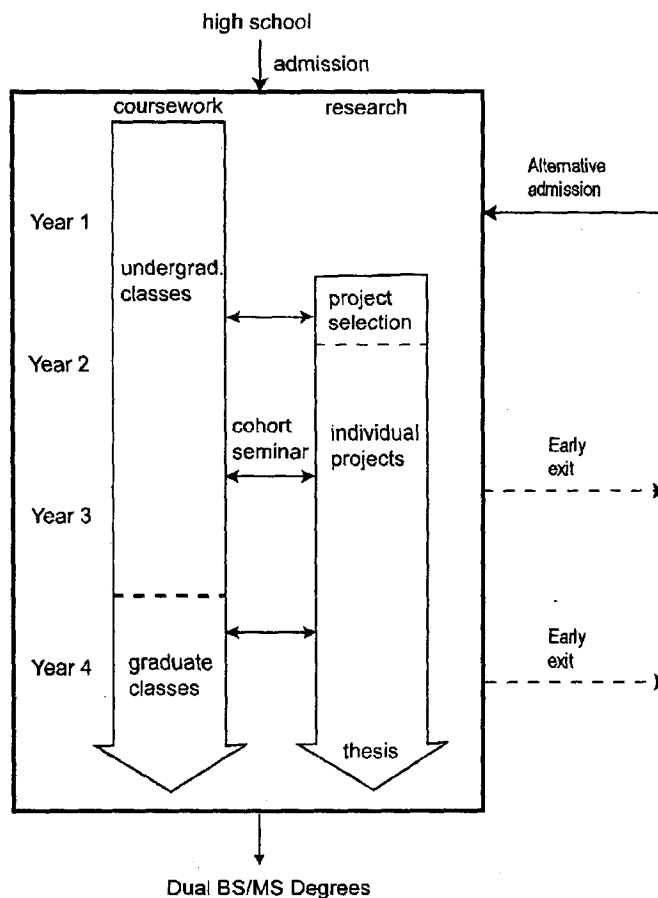 high school
admission
coursework
research
Alternative
admission
Year 1
undergrad.
classes
project
selection
Year 2
cohort
seminar
individual
projects
Early
exit
Year 3
Year 4
graduate
classes
Early
exit
thesis
Dual BS/MS Degrees